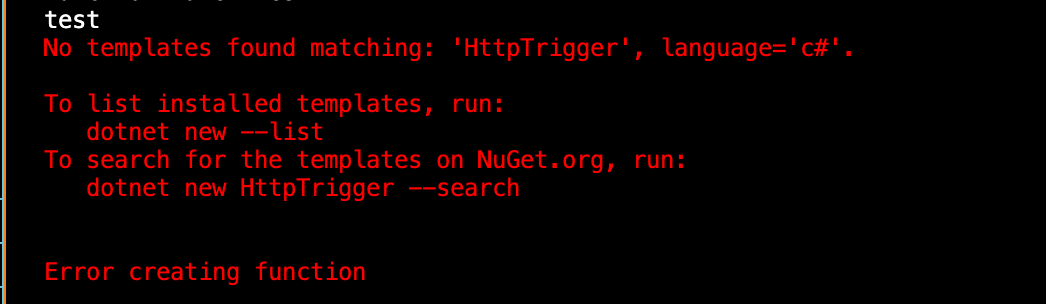 test
No templates found matching: 'HttpTrigger', language='c#'.
To list installed templates, run:
dotnet new --list
To search for the templates on NuGet.org, run:
dotnet new HttpTrigger --search
Error creating function